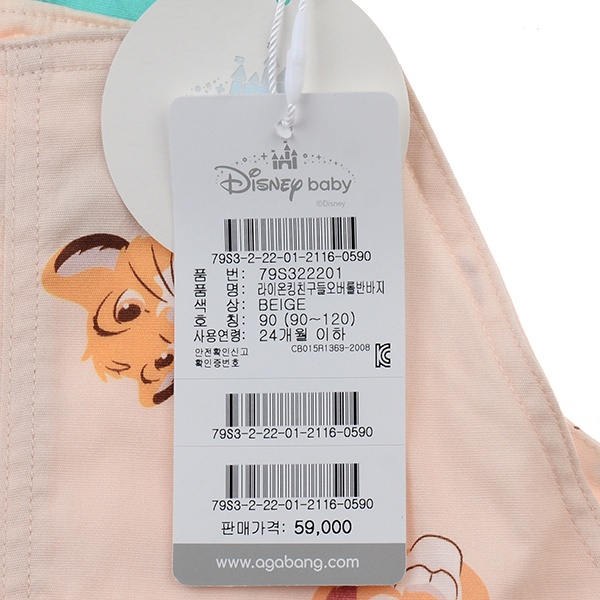 Disney baby
©Disney
79S3-2-22-01-2116-0590
품 번: 79S322201
품 명: 라이온킹친구들오버롤반바지
색 상: BEIGE
호 칭: 90 (90~120)
사용연령: 24개월 이하
안전확인신고 CB015R1369-2008
확인증번호
79S3-2-22-01-2116-0590
79S3-2-22-01-2116-0590
판매가격: 59,000
www.agabang.com